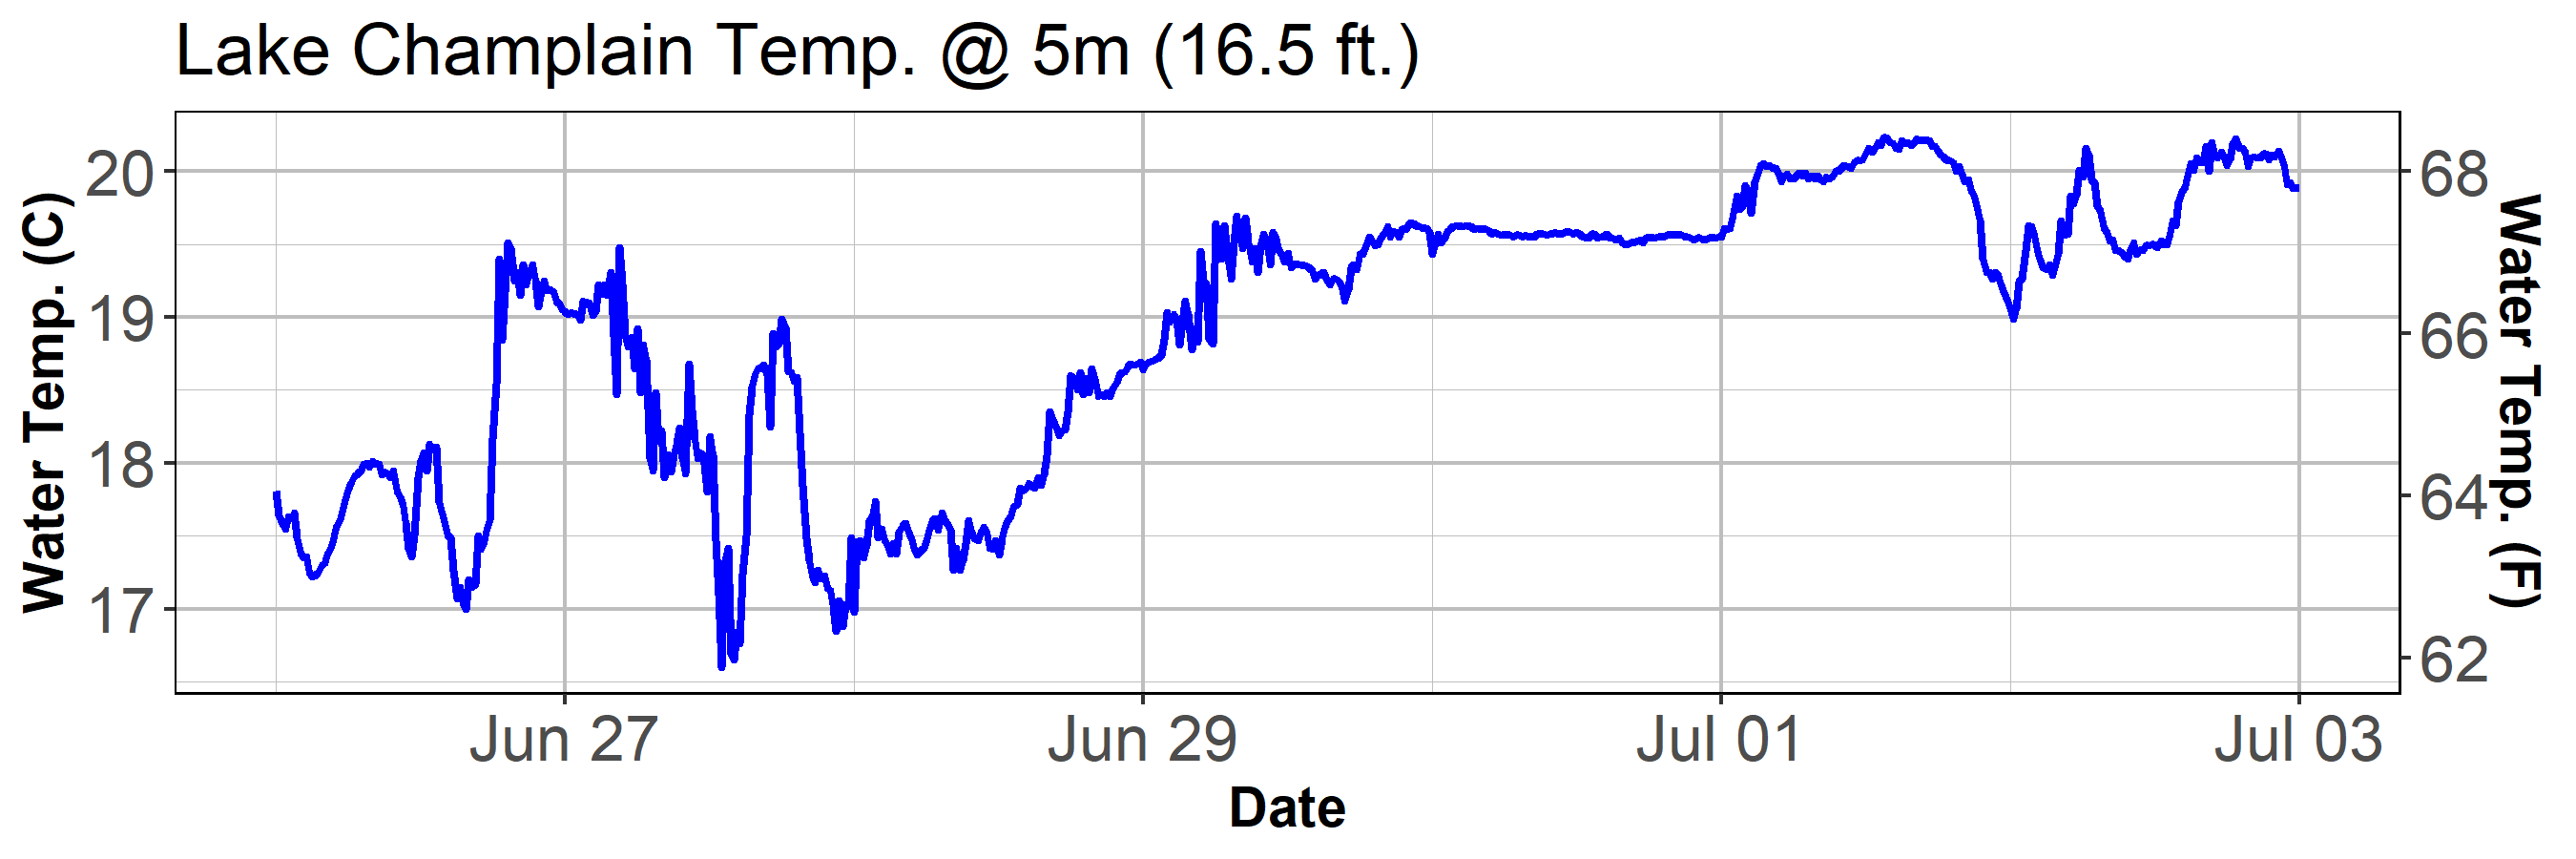 Lake Champlain Temp. @ 5m (16.5 ft.)
Water Temp. (C)
20
19
18
17
68
66
64
62
Water Temp. (F)
Jun 27 Jun 29 Jul 01 Jul 03
Date